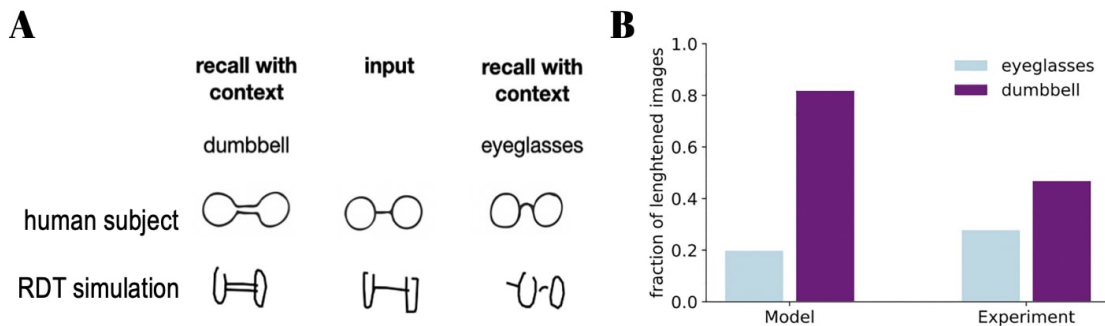 A
recall with
context
input
recall with
context
dumbbell
eyeglasses
human subject
RDT simulation
B
fraction of lenghtened images
1.0
0.8
0.6
0.4
0.2
0.0
eyeglasses
dumbbell
Model
Experiment